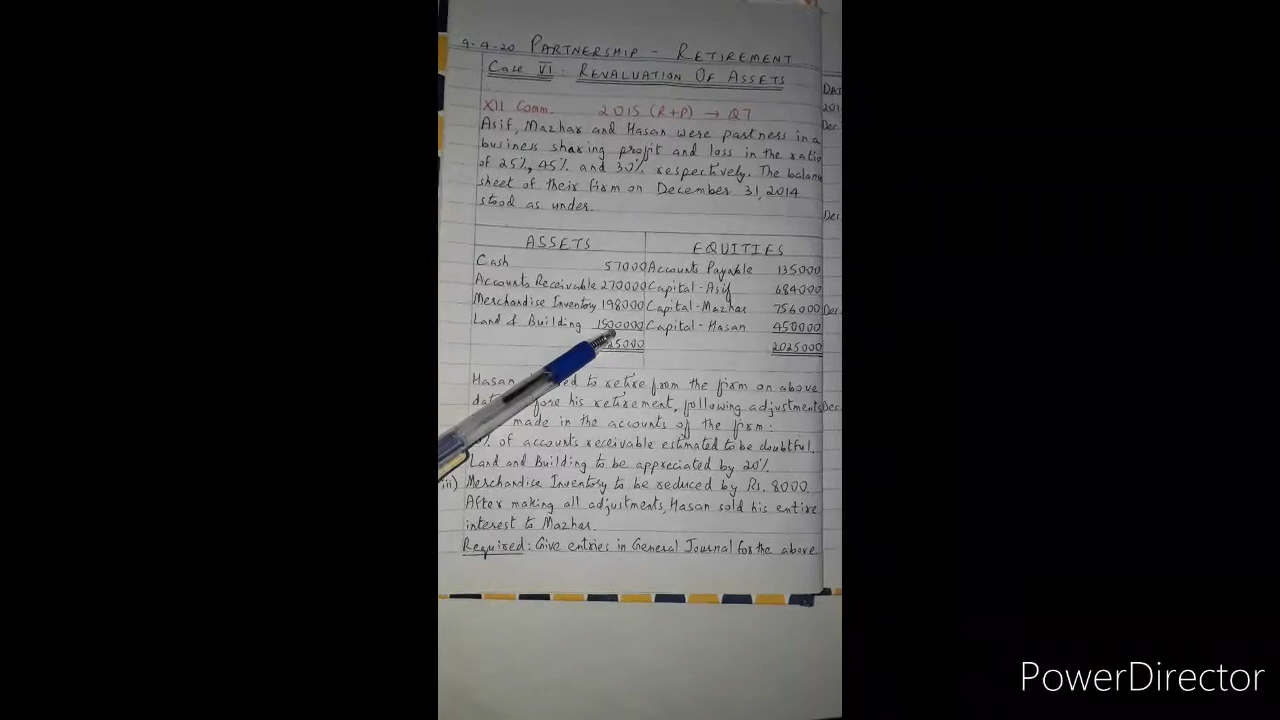 9-4-20 PARTNERSHIP - RETIREMENT
CASE VI : REVALUATION OF ASSETS
XII Comm. 2015 (R+P) → Q7
Asif, Mazhar and Hasan were partners in a
business sharing profit and loss in the ratio
of 25%, 45% and 30% respectively. The balance
sheet of their firm on December 31, 2014
stood as under.
ASSETS EQUITIES
Cash 57000 Accounts Payable 135000
Accounts Receivable 270000 Capital-Asif 684000
Merchandise Inventory 198000 Capital-Mazhar 756000
Land & Building 1500000 Capital-Hasan 450000
25000 2025000
Hasan to retire from the firm on above
his retirement, following adjustments
made in the accounts of the firm:
% of accounts receivable estimated to be doubtful.
Land and Building to be appreciated by 20%.
iii) Merchandise Inventory to be reduced by Rs. 8000.
After making all adjustments, Hasan sold his entire
interest to Mazhar.
Required: Give entries in General Journal for the above
DAT
201
Dec
Dec
Dec
Dec
PowerDirector